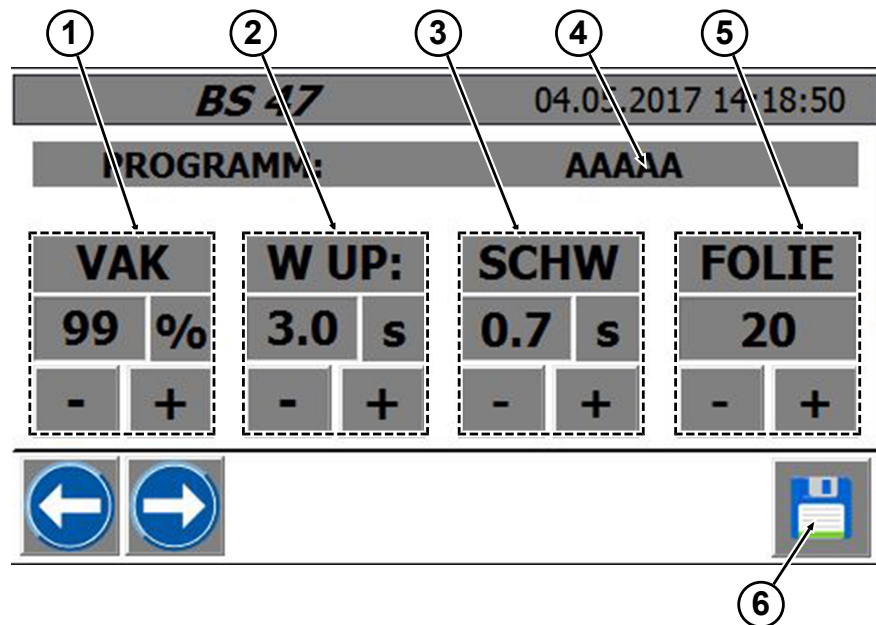 1 2 3 4 5
BS 47 04.05.2017 14:18:50
PROGRAMM: AAAAA
VAK W UP: SCHW FOLIE
99 % 3.0 s 0.7 s 20
- + - + - + - +
6